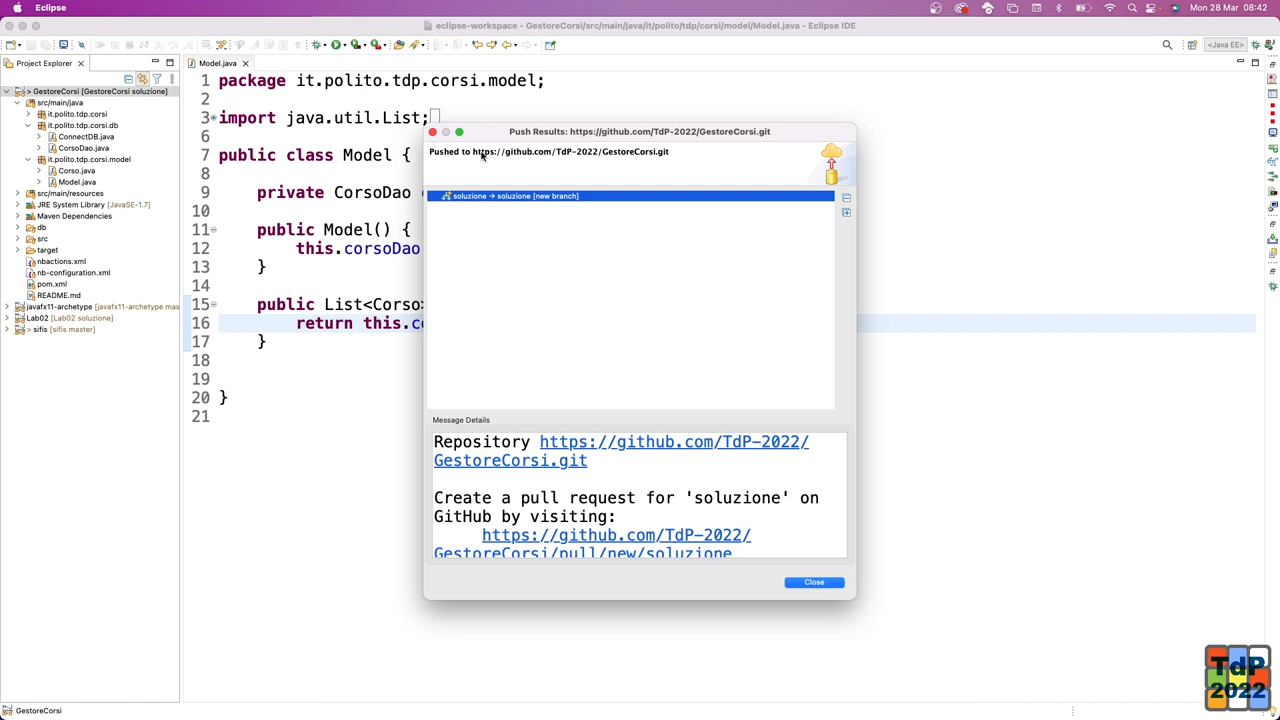 Eclipse
Mon 28 Mar 08:42
eclipse-workspace - GestoreCorsi/src/main/java/it/polito/tdp/corsi/model/Model.java - Eclipse IDE
<Java EE>
Project Explorer
Model.java
> GestoreCorsi [GestoreCorsi soluzione]
src/main/java
it.polito.tdp.corsi
it.polito.tdp.corsi.db
ConnectDB.java
CorsoDao.java
it.polito.tdp.corsi.model
Corso.java
Model.java
src/main/resources
JRE System Library [JavaSE-1.7]
Maven Dependencies
db
src
target
nbactions.xml
nb-configuration.xml
pom.xml
README.md
javafx11-archetype [javafx11-archetype mas
Lab02 [Lab02 soluzione]
> sifis [sifis master]
1 package it.polito.tdp.corsi.model;
2
3 import java.util.List;
6
7 public class Model {
8
9 private CorsoDao
10
11 public Model() {
12 this.corsoDao
13 }
14
15 public List<Corso>
16 return this.co
17 }
18
19
20 }
21
Push Results: https://github.com/TdP-2022/GestoreCorsi.git
Pushed to https://github.com/TdP-2022/GestoreCorsi.git
soluzione → soluzione [new branch]
Message Details
Repository https://github.com/TdP-2022/
GestoreCorsi.git
Create a pull request for 'soluzione' on
GitHub by visiting:
https://github.com/TdP-2022/
GestoreCorsi/pull/new/soluzione
Close
GestoreCorsi
TdP
2022